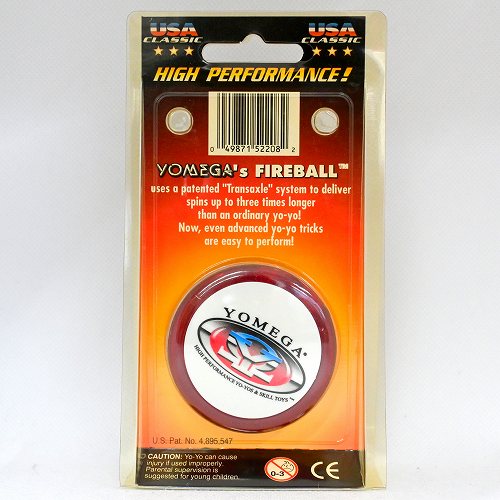 USA USA
CLASSIC CLASSIC
HIGH PERFORMANCE!
0 49871 52208 2
YOMEGA's FIREBALL™
uses a patented "Transaxle" system to deliver
spins up to three times longer
than an ordinary yo-yo!
Now, even advanced yo-yo tricks
are easy to perform!
YOMEGA®
HIGH PERFORMANCE YO-YOS & SKILL TOYS™
U.S. Pat. No. 4,895,547
CAUTION: Yo-Yo can cause
injury if used improperly.
Parental supervision is
suggested for young children.
0-3
CE